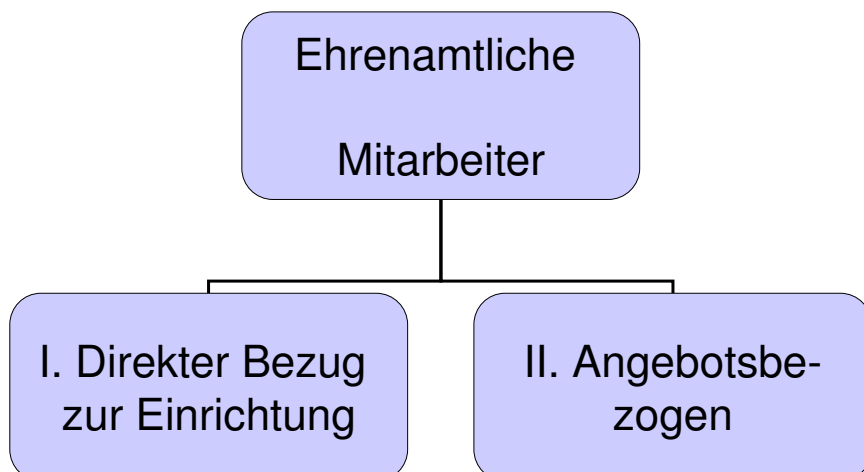 Ehrenamtliche
Mitarbeiter
I. Direkter Bezug
zur Einrichtung
II. Angebotsbe-
zogen